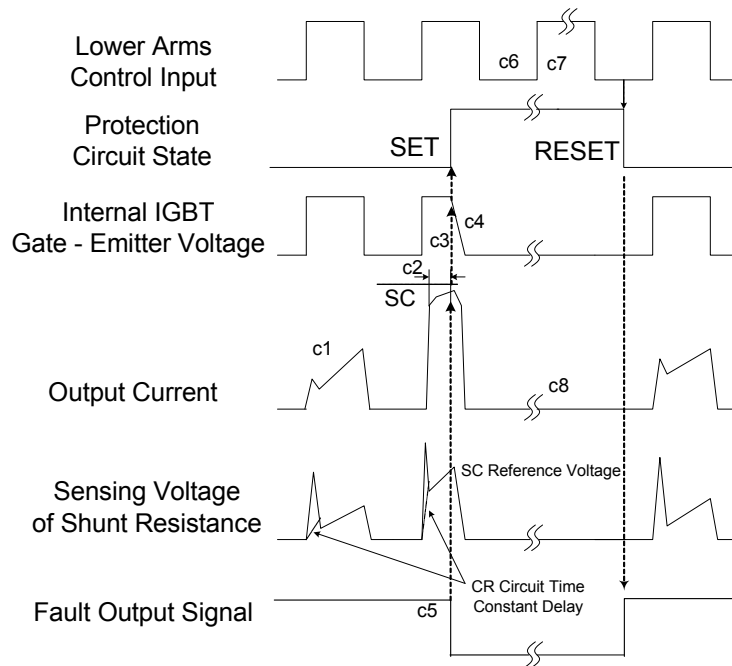 Lower Arms
Control Input
c6
c7
Protection
Circuit State
SET
RESET
Internal IGBT
Gate - Emitter Voltage
c4
c3
c2
SC
c1
Output Current
c8
SC Reference Voltage
Sensing Voltage
of Shunt Resistance
CR Circuit Time
Constant Delay
Fault Output Signal
c5